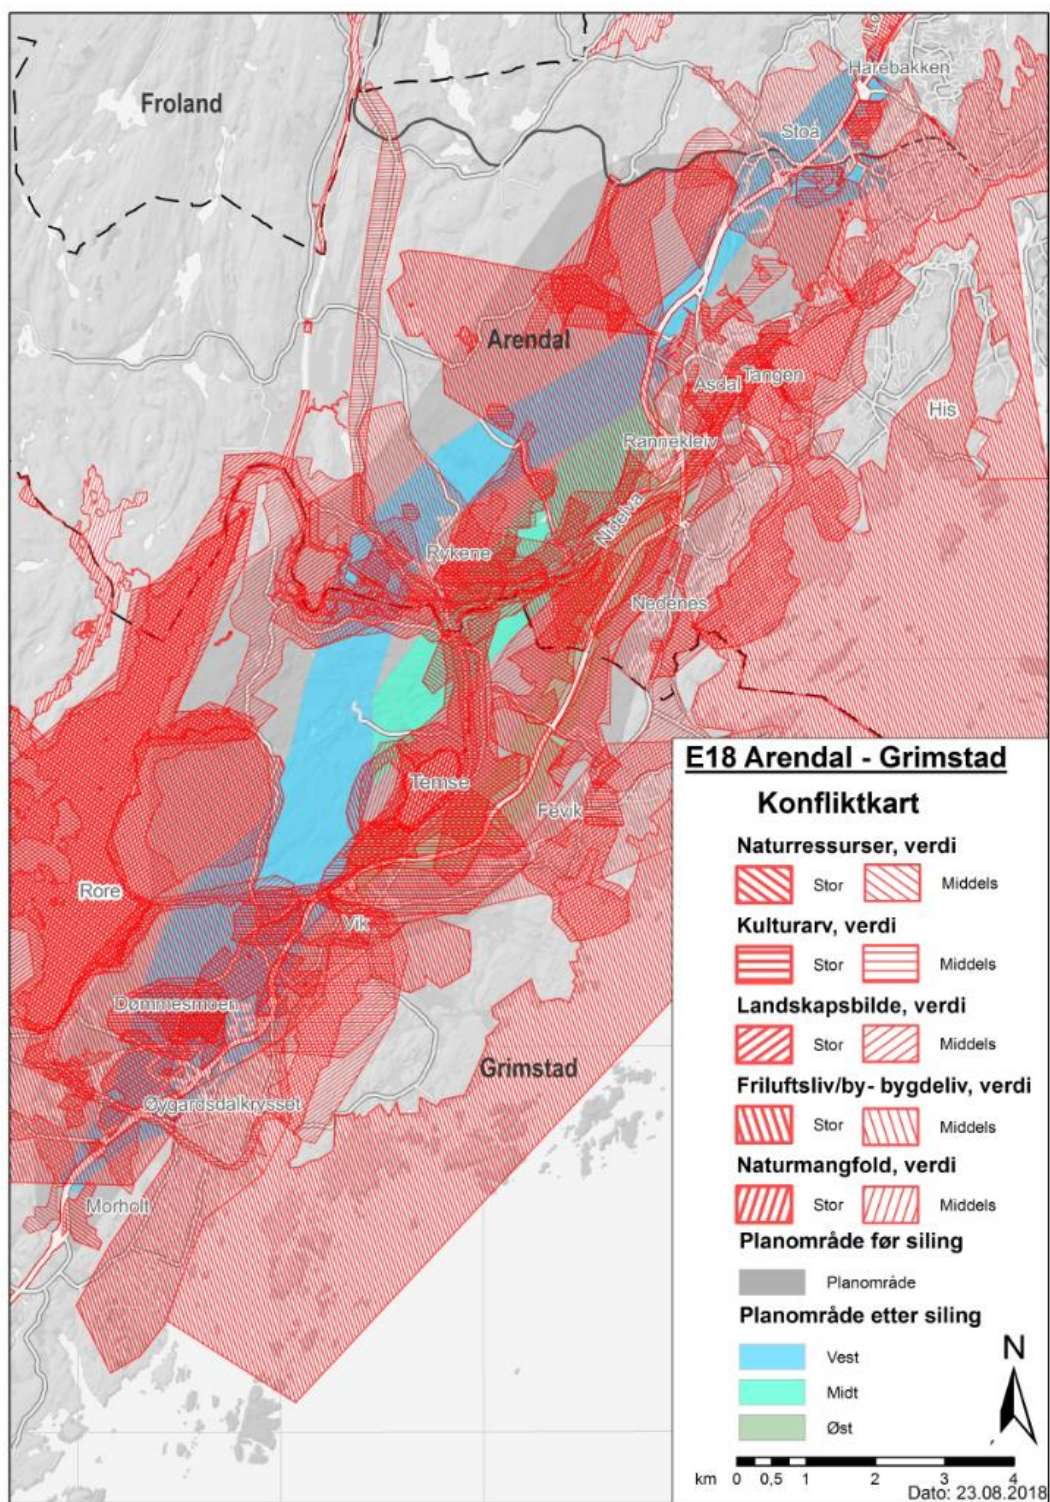 Lo
Harebakken
Froland
Stoa
Arendal
Asdal
Tangen
His
Rannekleiv
Nidelva
Rykene
Nedenes
Temse
Fevik
Rore
Vik
Dømmesmoen
Grimstad
Øygardsdalkrysset
Morholt
E18 Arendal - Grimstad
Konfliktkart
Naturressurser, verdi
Stor Middels
Kulturarv, verdi
Stor Middels
Landskapsbilde, verdi
Stor Middels
Friluftsliv/by- bygdeliv, verdi
Stor Middels
Naturmangfold, verdi
Stor Middels
Planområde før siling
Planområde
Planområde etter siling
Vest
N
Midt
Øst
km 0 0,5 1 2 3 4
Dato: 23.08.2018